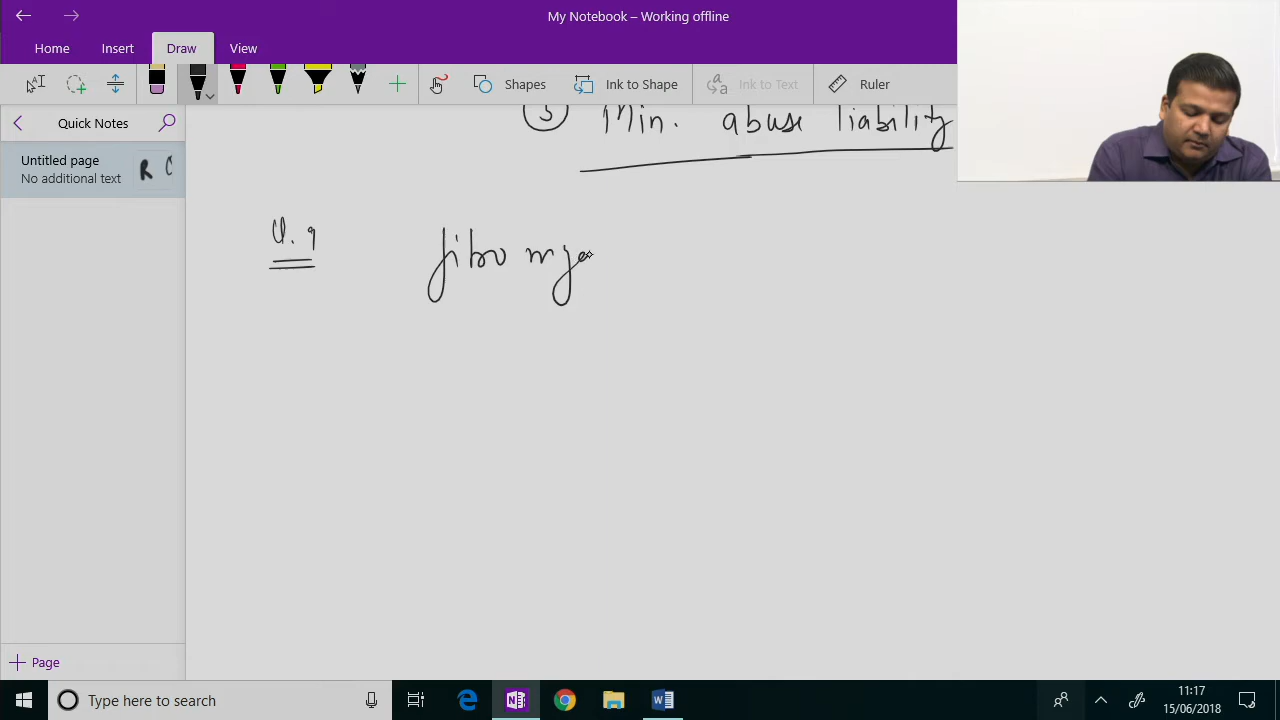 My Notebook – Working offline
Home Insert Draw View
Shapes Ink to Shape Ink to Text Ruler
Quick Notes
Untitled page
No additional text
R
③ Min. abuse liability
Q. 9 fibro mya
Page
Type here to search
11:17
15/06/2018